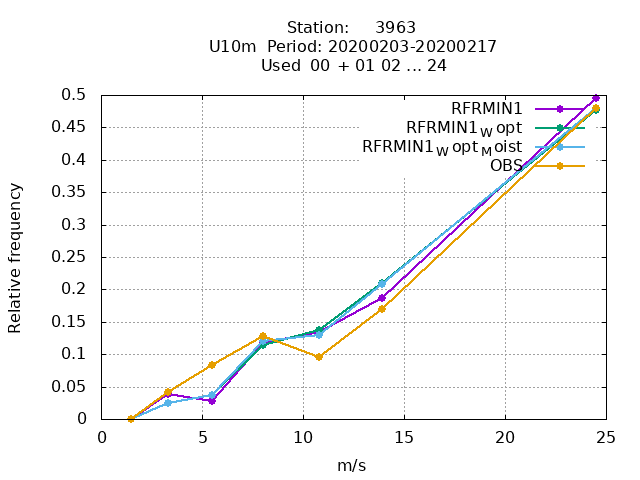 Station: 3963
U10m Period: 20200203-20200217
Used 00 + 01 02 ... 24
0.5
0.45
0.4
0.35
0.3
0.25
0.2
0.15
0.1
0.05
0
Relative frequency
RFRMIN1
RFRMIN1_W opt
RFRMIN1_W opt_M oist
OBS
0 5 10 15 20 25
m/s